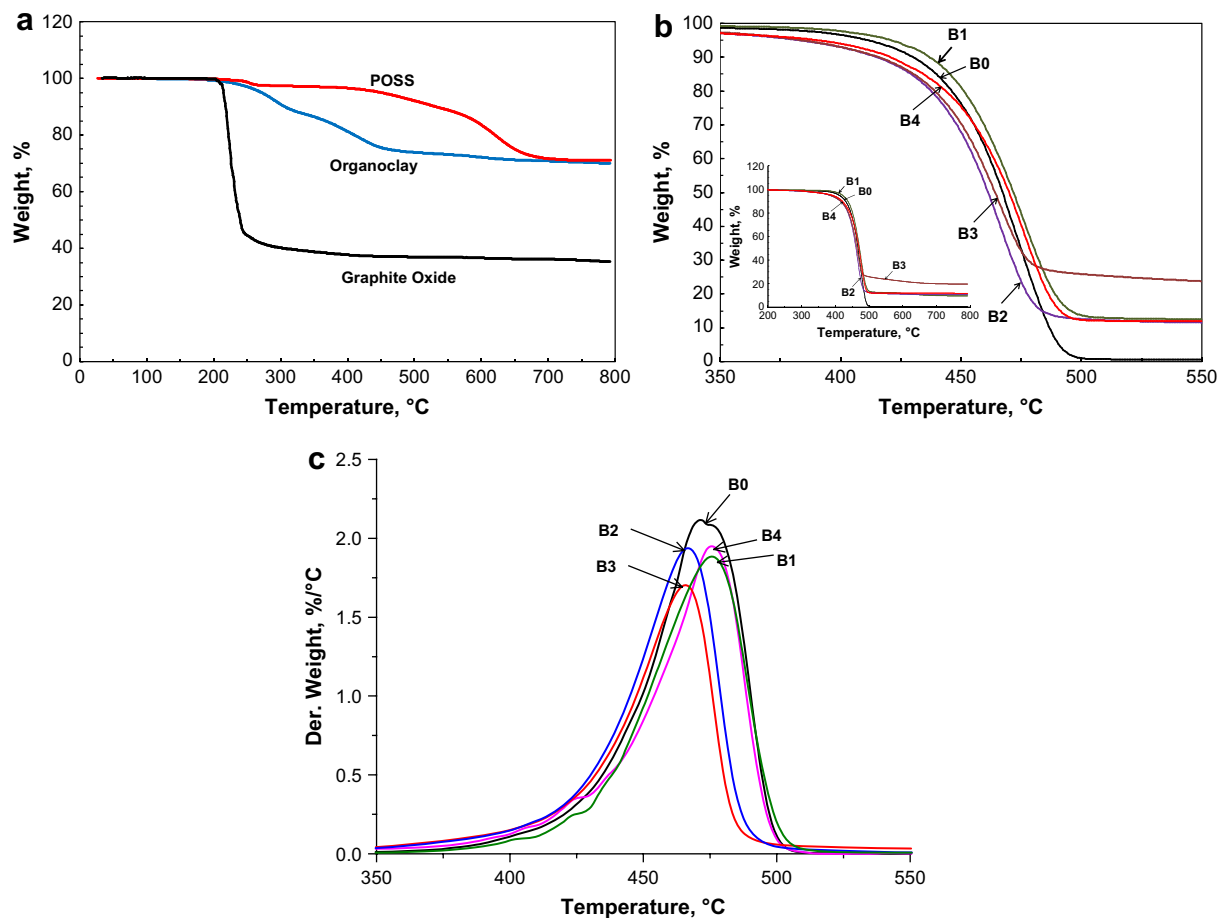 a
120
100
80
60
40
20
0
Weight, %
POSS
Organoclay
Graphite Oxide
0 100 200 300 400 500 600 700 800
Temperature, °C
b
100
90
80
70
60
50
40
30
20
10
0
Weight, %
B1
B0
B4
B3
B2
350 400 450 500 550
Temperature, °C
100
80
60
40
20
0
Weight, %
B1
B0
B4
B3
B2
200 300 400 500 600 700 800
Temperature, °C
c
2.5
2.0
1.5
1.0
0.5
0.0
Der. Weight, %/°C
B0
B2
B4
B3
B1
350 400 450 500 550
Temperature, °C